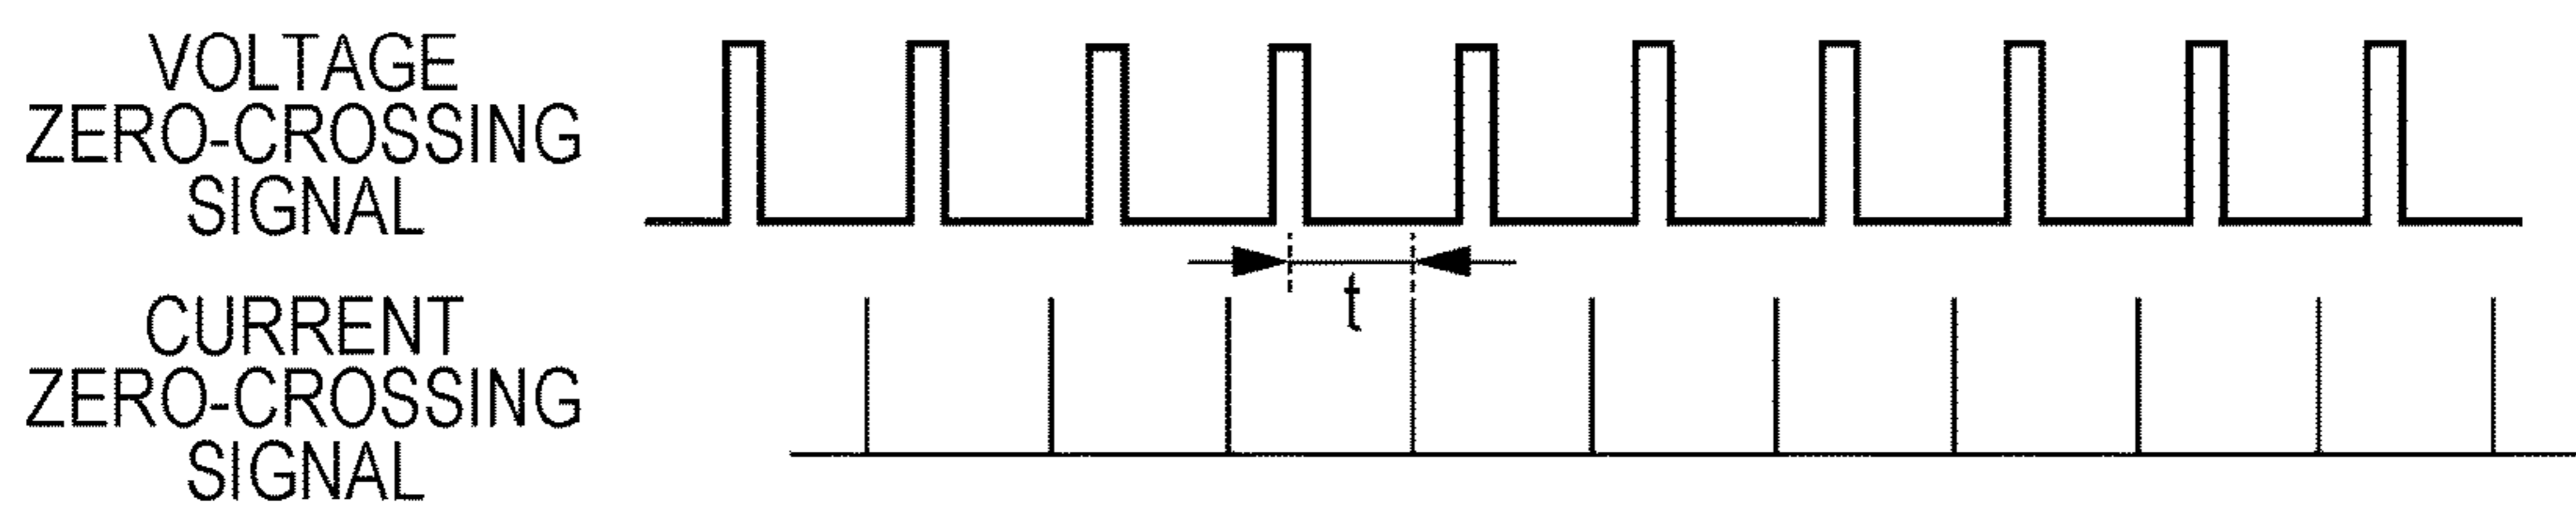 VOLTAGE
ZERO-CROSSING
SIGNAL
t
CURRENT
ZERO-CROSSING
SIGNAL